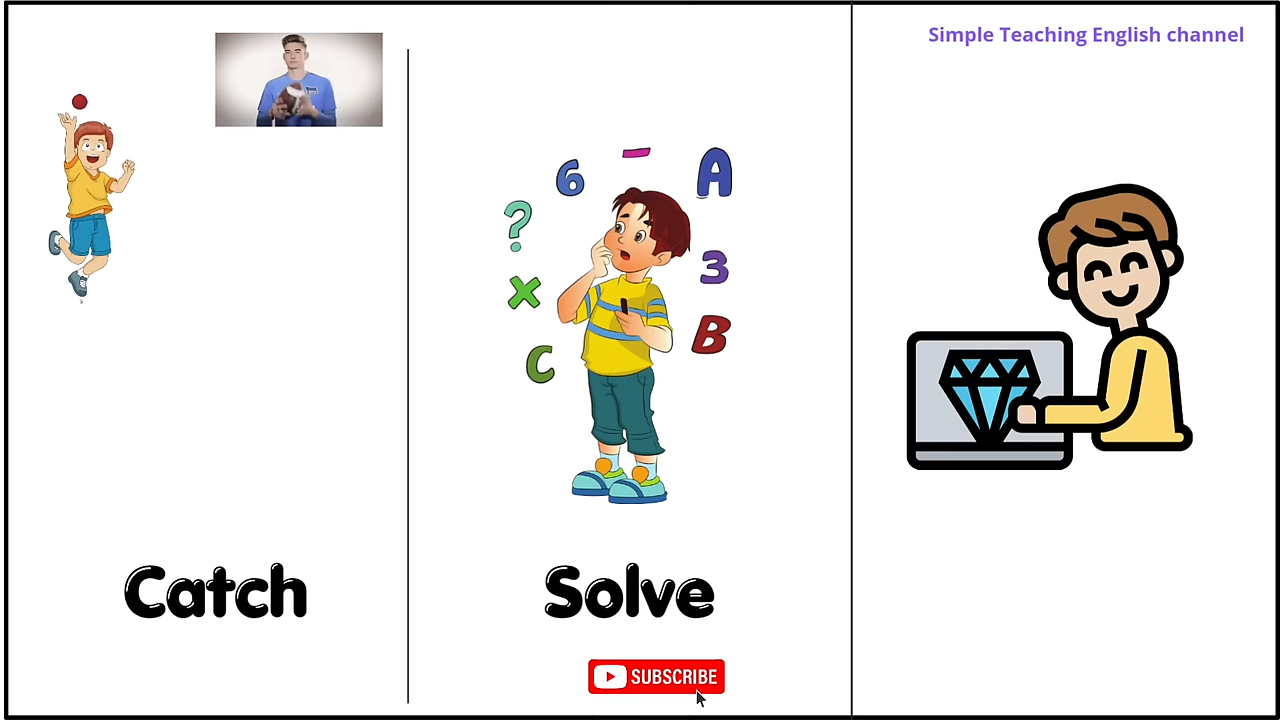 Simple Teaching English channel
6 - A
?
3
x
B
C
Catch
Solve
SUBSCRIBE